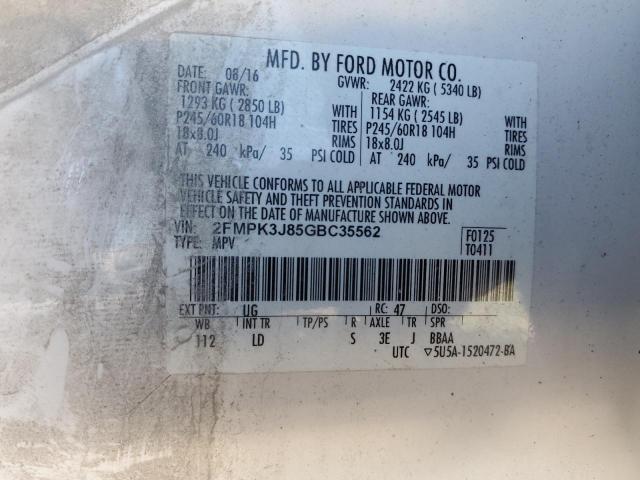 MFD. BY FORD MOTOR CO.
DATE: 08/16 GVWR: 2422 KG ( 5340 LB)
FRONT GAWR: REAR GAWR:
1293 KG ( 2850 LB) WITH 1154 KG ( 2545 LB) WITH
P245/60R18 104H TIRES P245/60R18 104H TIRES
18x8.0J RIMS 18x8.0J RIMS
AT 240 kPa/ 35 PSI COLD AT 240 kPa/ 35 PSI COLD
THIS VEHICLE CONFORMS TO ALL APPLICABLE FEDERAL MOTOR
VEHICLE SAFETY AND THEFT PREVENTION STANDARDS IN
EFFECT ON THE DATE OF MANUFACTURE SHOWN ABOVE.
VIN: 2FMPK3J85GBC35562 F0125
TYPE: MPV T0411
EXT PNT: UG RC: 47 DSO:
WB INT TR TP/PS R AXLE TR SPR
112 LD S 3E J BBAA
UTC ▽5U5A-1520472-BA